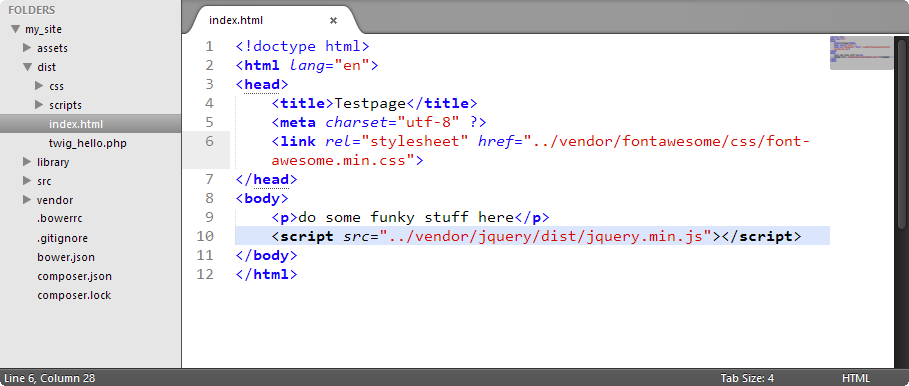 FOLDERS
my_site
assets
dist
css
scripts
index.html
twig_hello.php
library
src
vendor
.bowerrc
.gitignore
bower.json
composer.json
composer.lock
index.html ×
1 <!doctype html>
2 <html lang="en">
3 <head>
4 <title>Testpage</title>
5 <meta charset="utf-8" ?>
6 <link rel="stylesheet" href="../vendor/fontawesome/css/font-
awesome.min.css">
7 </head>
8 <body>
9 <p>do some funky stuff here</p>
10 <script src="../vendor/jquery/dist/jquery.min.js"></script>
11 </body>
12 </html>
Line 6, Column 28
Tab Size: 4
HTML